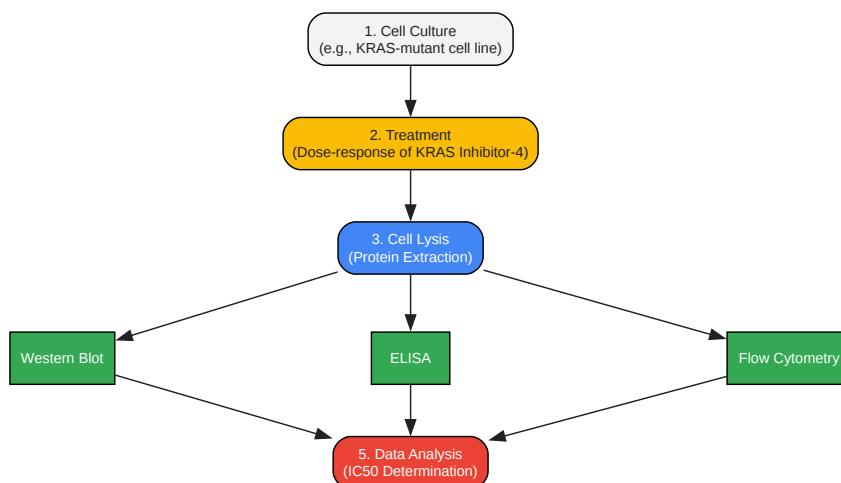 1. Cell Culture
(e.g., KRAS-mutant cell line)
2. Treatment
(Dose-response of KRAS Inhibitor-4)
3. Cell Lysis
(Protein Extraction)
Western Blot
ELISA
Flow Cytometry
5. Data Analysis
(IC50 Determination)